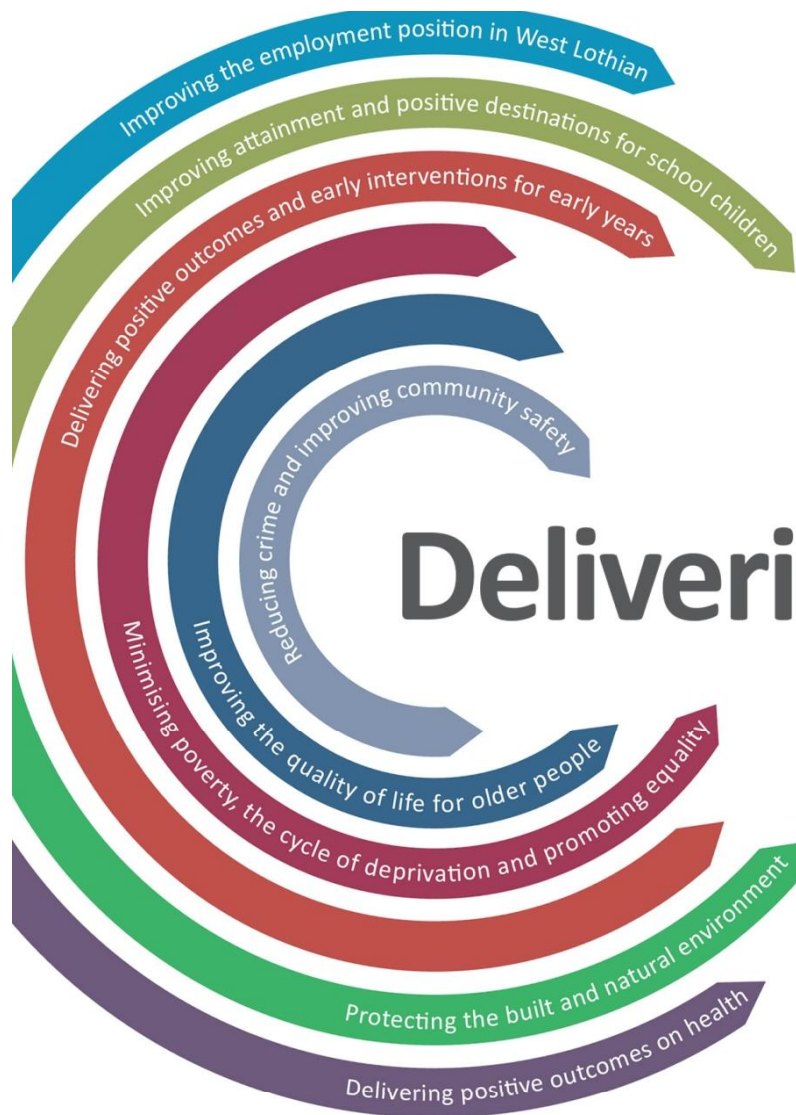 Improving the employment position in West Lothian
Improving attainment and positive destinations for school children
Delivering positive outcomes and early interventions for early years
Reducing crime and improving community safety
Deliveri
Improving the quality of life for older people
Minimising poverty, the cycle of deprivation and promoting equality
Protecting the built and natural environment
Delivering positive outcomes on health